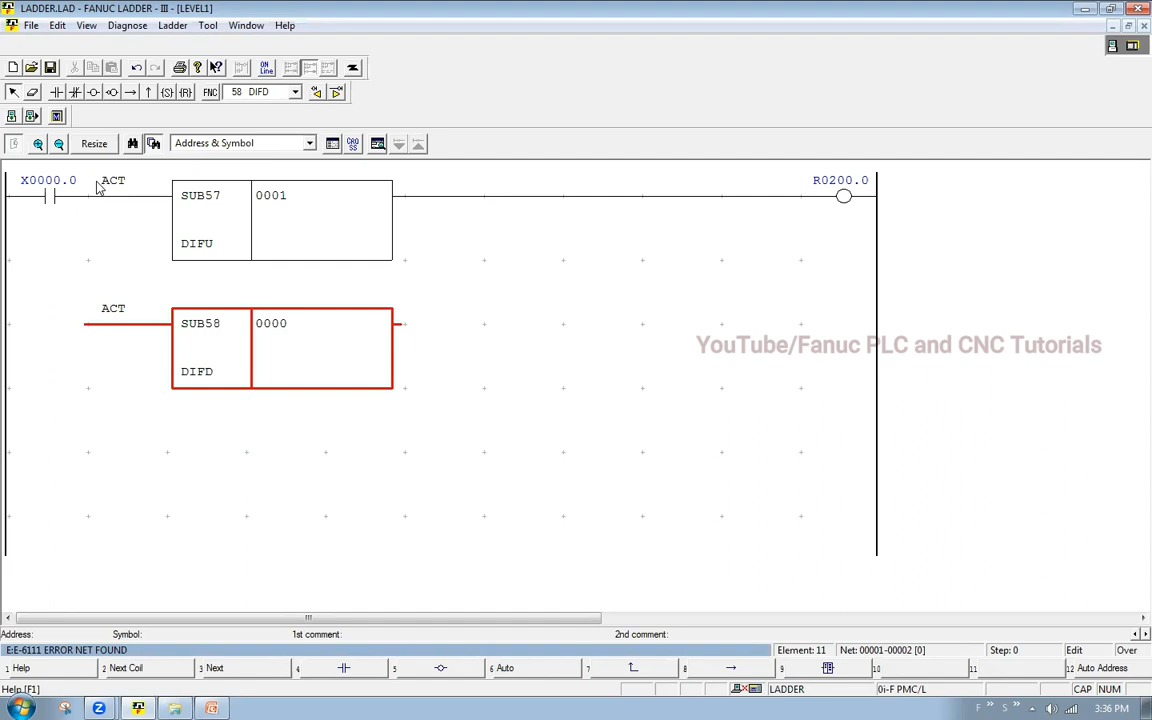 LADDER.LAD - FANUC LADDER - III - [LEVEL1]
File Edit View Diagnose Ladder Tool Window Help
ON Line
{S} {R} FNC 58 DIFD
Resize Address & Symbol CROSS
X0000.0 ACT R0200.0
SUB57 0001
DIFU
ACT
SUB58 0000
YouTube/Fanuc PLC and CNC Tutorials
DIFD
Address: Symbol: 1st comment: 2nd comment:
E:E-6111 ERROR NET FOUND Element: 11 Net: 00001-00002 [0] Step: 0 Edit Over
1 Help 2 Next Coil 3 Next 4 5 6 Auto 7 8 9 10 11 12 Auto Address
Help [F1] LADDER 0i-F PMC/L CAP NUM
F » S » 3:36 PM